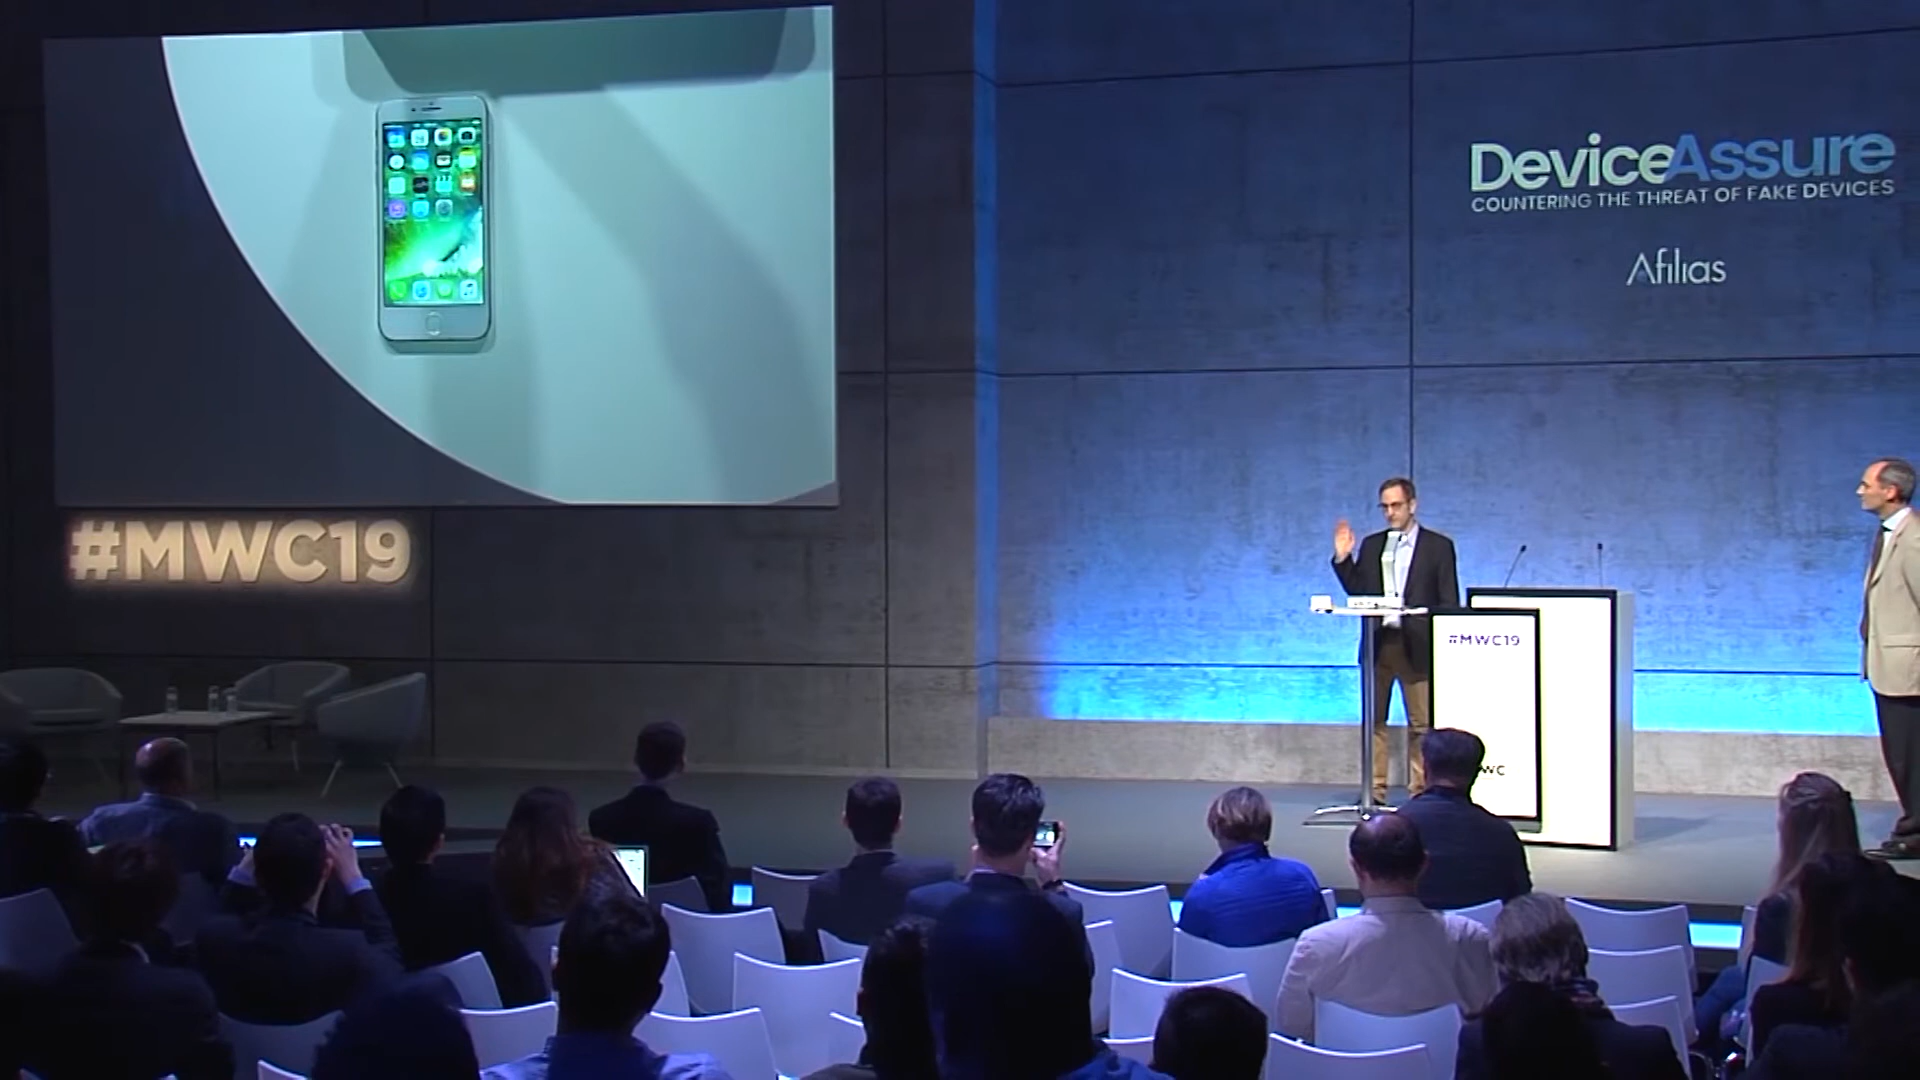 DeviceAssure
COUNTERING THE THREAT OF FAKE DEVICES
Afilias
#MWC19
#MWC19
WC